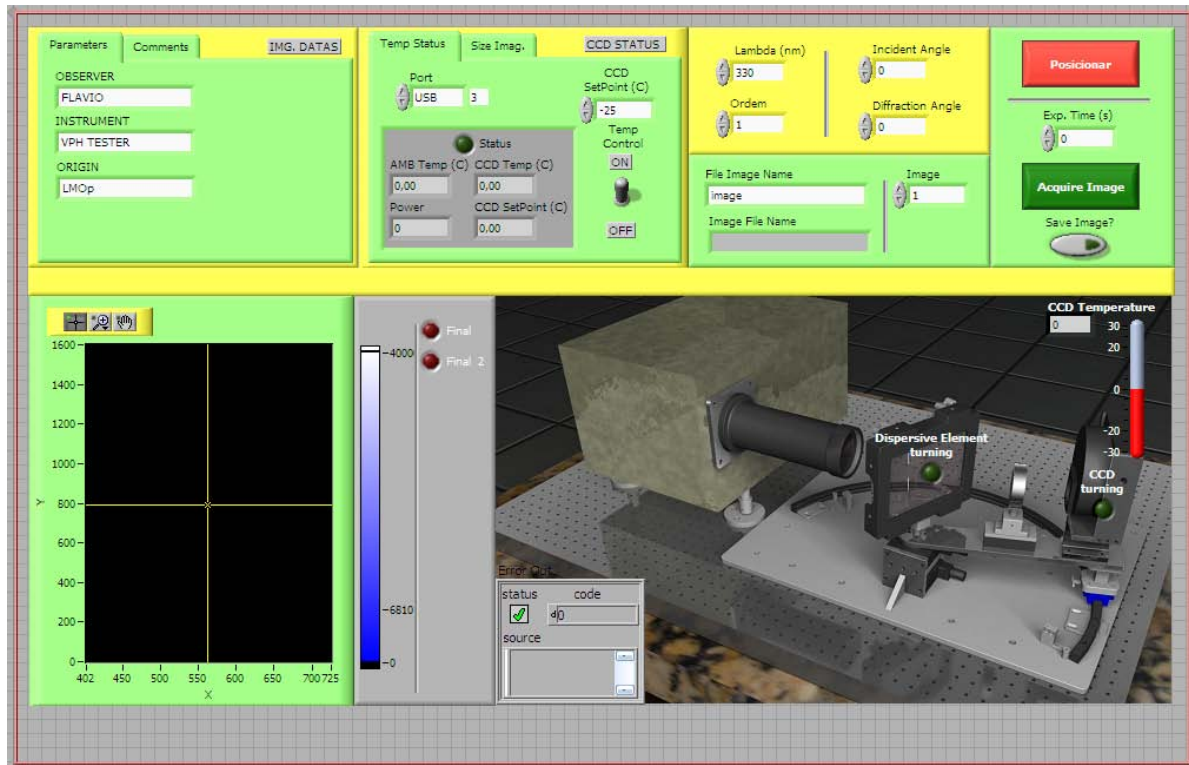 Parameters
Comments
IMG. DATAS
OBSERVER
FLAVIO
INSTRUMENT
VPH TESTER
ORIGIN
LMOp
Temp Status
Size Imag.
CCD STATUS
Port
USB
3
CCD
SetPoint (C)
-25
Temp
Control
ON
OFF
Status
AMB Temp (C)
CCD Temp (C)
0,00
0,00
Power
CCD SetPoint (C)
0
0,00
Lambda (nm)
330
Incident Angle
0
Ordem
1
Diffraction Angle
0
File Image Name
image
Image
1
Image File Name
Posicionar
Exp. Time (s)
0
Acquire Image
Save Image?
1600
1400
1200
1000
800
600
400
200
0
Y
402
450
500
550
600
650
700
725
X
-4000
-6810
-0
Final
Final 2
CCD Temperature
0
30
20
0
-20
-30
Dispersive Element
turning
CCD
turning
Error Out
status
code
d0
source